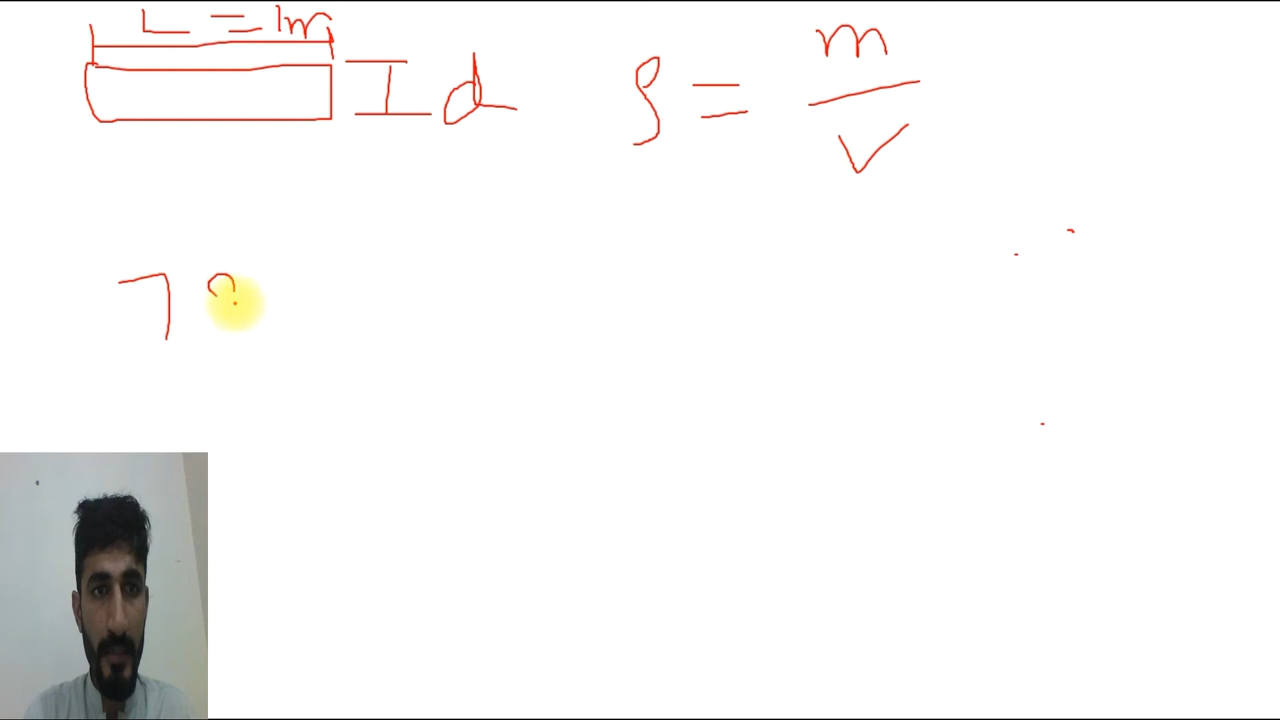 L = 1m
d
ρ = m
v
7